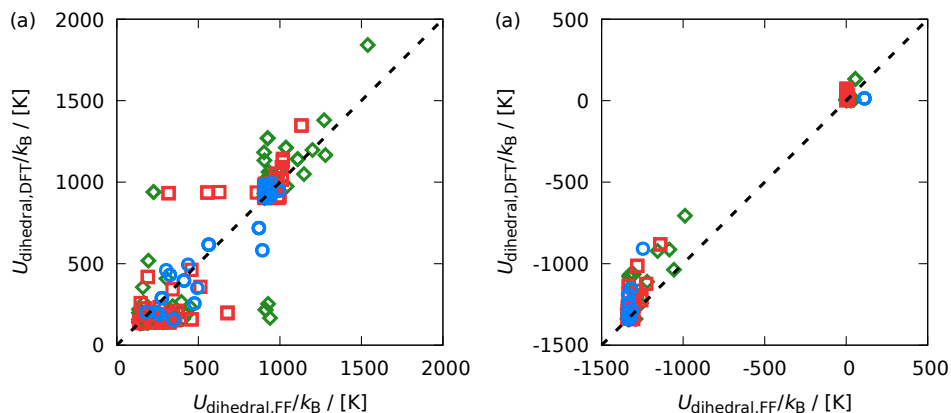 (a)
2000
1500
1000
500
0
U_dihedral,DFT/k_B / [K]
0 500 1000 1500 2000
U_dihedral,FF/k_B / [K]
(a)
500
0
-500
-1000
-1500
U_dihedral,DFT/k_B / [K]
-1500 -1000 -500 0 500
U_dihedral,FF/k_B / [K]